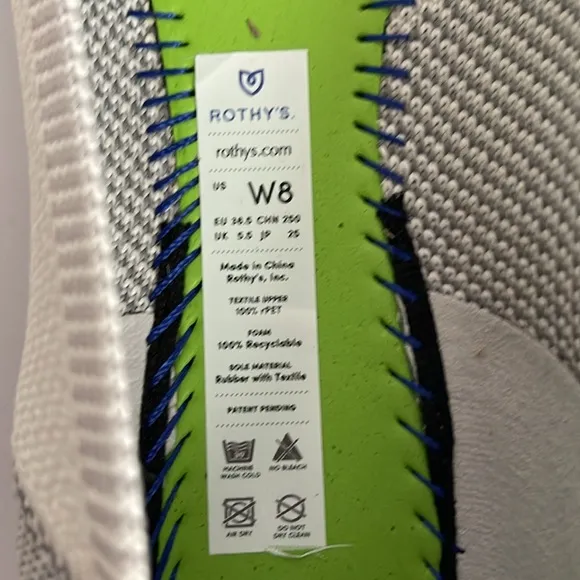 ROTHY'S.
rothys.com
US W8
EU 38.5 CHN 250
UK 5.5 JP 25
Made in China
Rothy's, Inc.
TEXTILE UPPER
100% rPET
FOAM
100% Recyclable
SOLE MATERIAL
Rubber with Textile
PATENT PENDING
MACHINE WASH COLD
NO BLEACH
AIR DRY
DO NOT DRY CLEAN